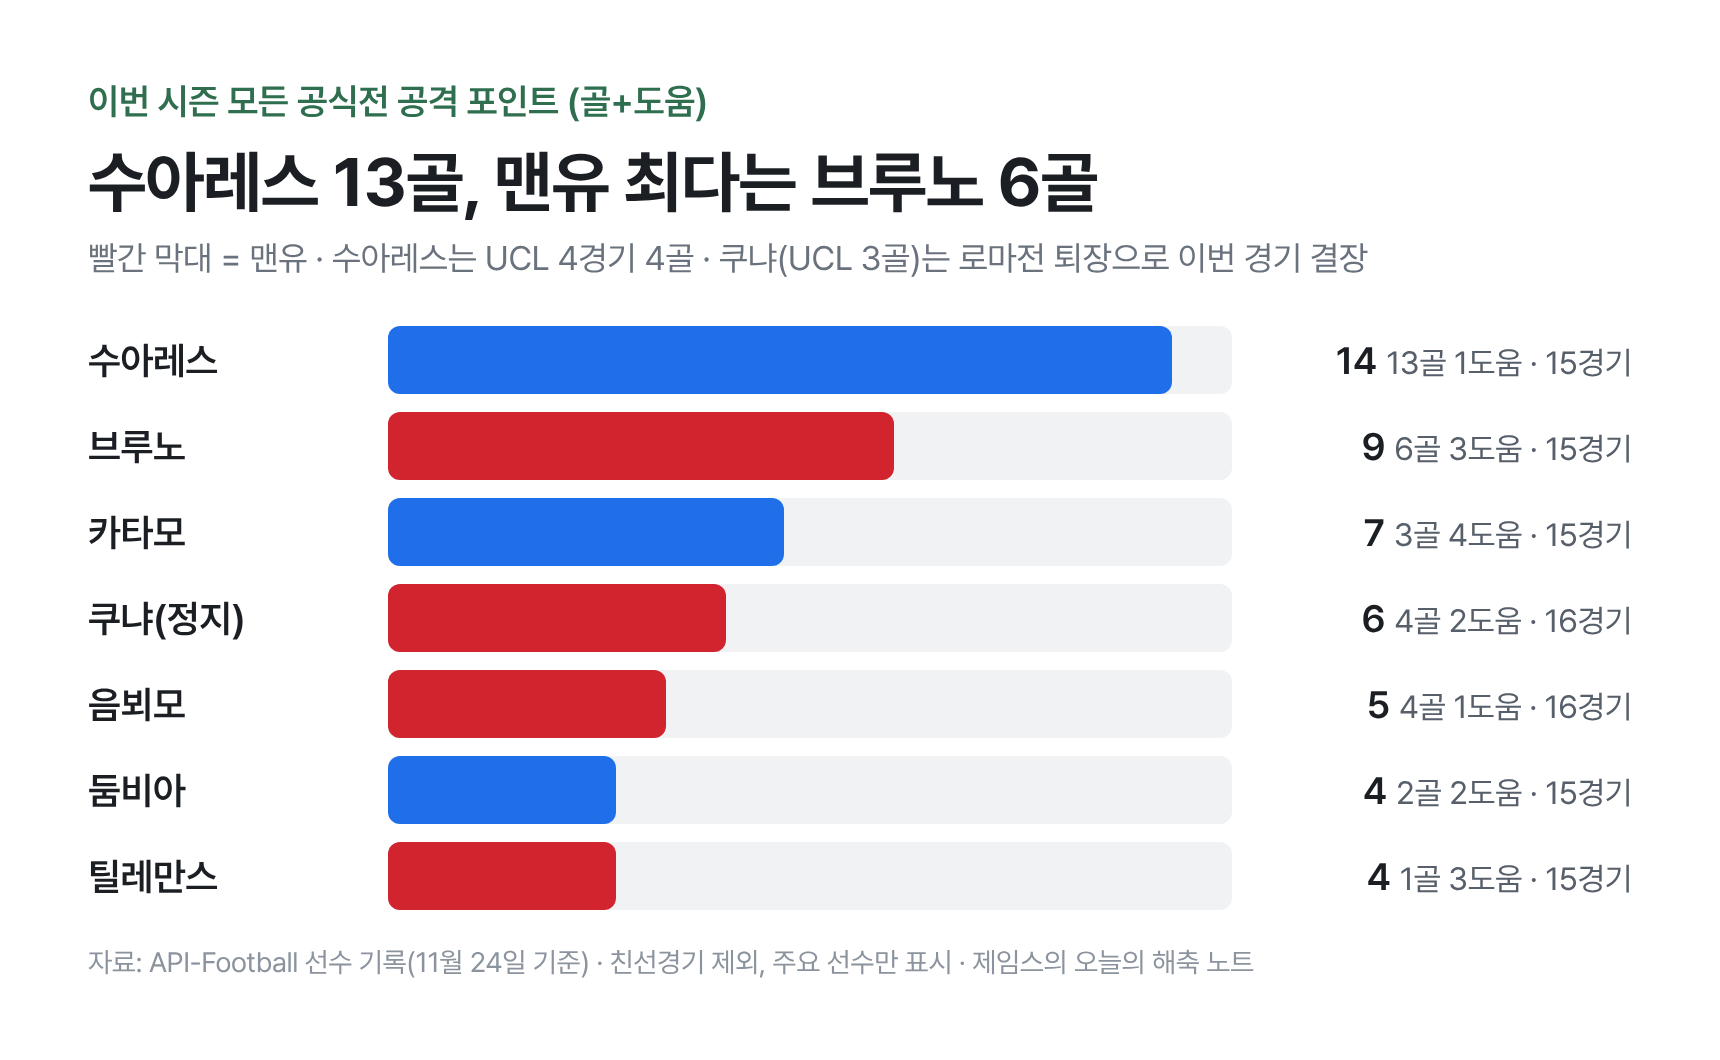 이번 시즌 모든 공식전 공격 포인트 (골+도움)
수아레스 13골, 맨유 최다는 브루노 6골
빨간 막대 = 맨유 · 수아레스는 UCL 4경기 4골 · 쿠냐(UCL 3골)는 로마전 퇴장으로 이번 경기 결장
수아레스 14 13골 1도움 · 15경기
브루노 9 6골 3도움 · 15경기
카타모 7 3골 4도움 · 15경기
쿠냐(정지) 6 4골 2도움 · 16경기
음뵈모 5 4골 1도움 · 16경기
둠비아 4 2골 2도움 · 15경기
틸레만스 4 1골 3도움 · 15경기
자료: API-Football 선수 기록(11월 24일 기준) · 친선경기 제외, 주요 선수만 표시 · 제임스의 오늘의 해축 노트